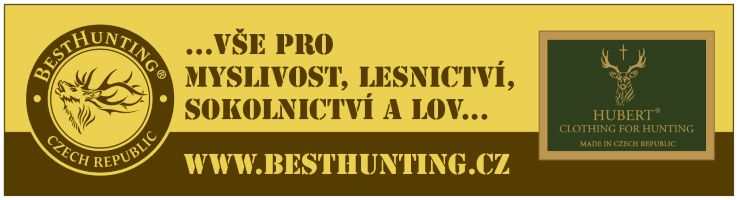 BESTHUNTING®
CZECH REPUBLIC
...VŠE PRO
MYSLIVOST, LESNICTVÍ,
SOKOLNICTVÍ A LOV...
WWW.BESTHUNTING.CZ
HUBERT®
CLOTHING FOR HUNTING
MADE IN CZECH REPUBLIC